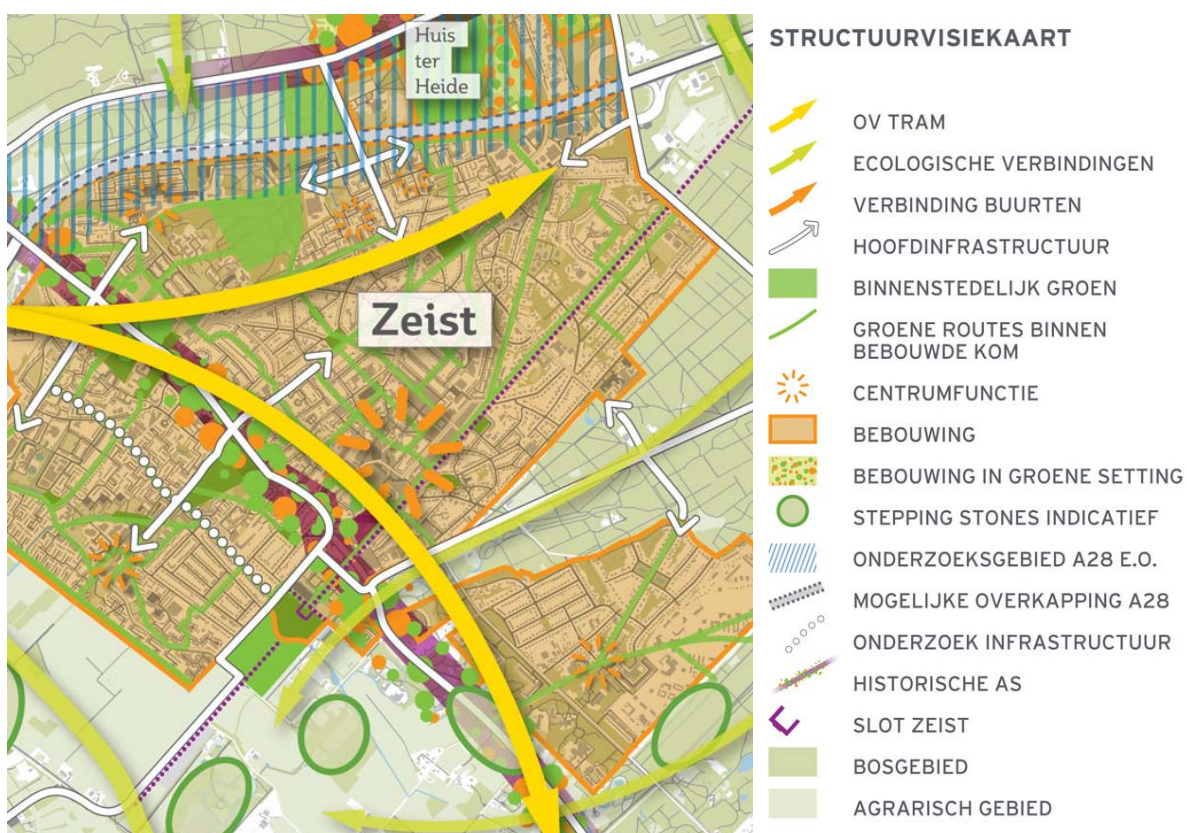 Huis
ter
Heide
Zeist
STRUCTUURVISIEKAART
OV TRAM
ECOLOGISCHE VERBINDINGEN
VERBINDING BUURTEN
HOOFDINFRASTRUCTUUR
BINNENSTEDELIJK GROEN
GROENE ROUTES BINNEN
BEBOUWDE KOM
CENTRUMFUNCTIE
BEBOUWING
BEBOUWING IN GROENE SETTING
STEPPING STONES INDICATIEF
ONDERZOEKSGEBIED A28 E.O.
MOGELIJKE OVERKAPPING A28
ONDERZOEK INFRASTRUCTUUR
HISTORISCHE AS
SLOT ZEIST
BOSGEBIED
AGRARISCH GEBIED